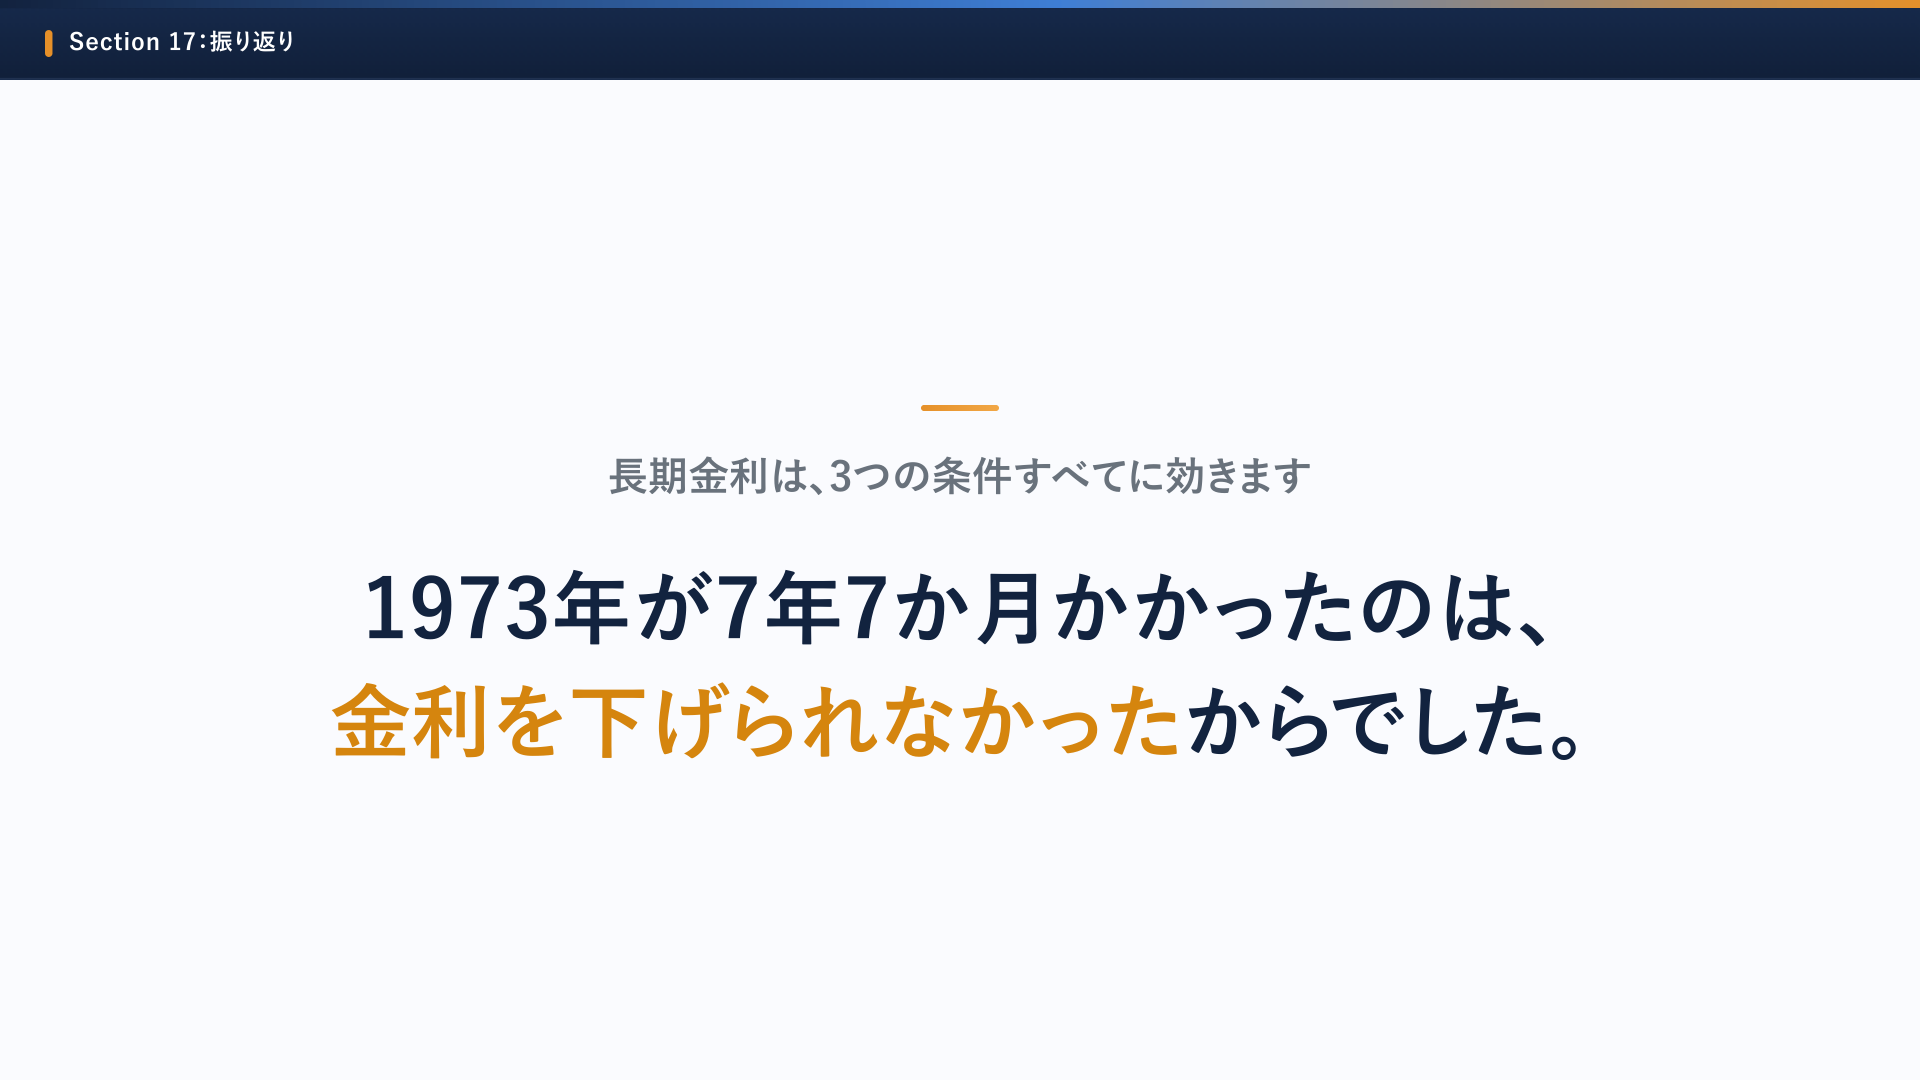 Section 17：振り返り
長期金利は、3つの条件すべてに効きます
1973年が7年7か月かかったのは、
金利を下げられなかったからでした。